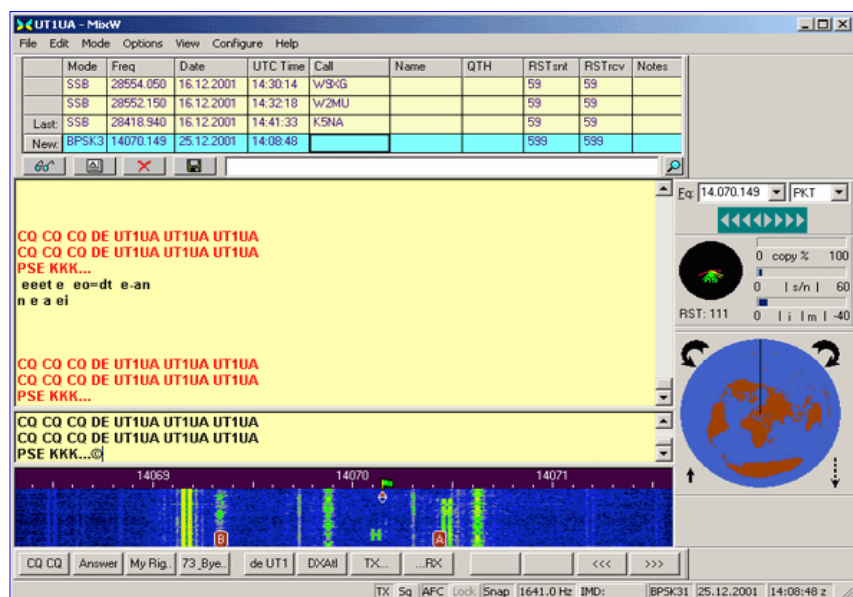 UT1UA - MixW
File Edit Mode Options View Configure Help
Mode Freq Date UTC Time Call Name QTH RSTsnt RSTrcv Notes
SSB 28554.050 16.12.2001 14:30:14 W9XG 59 59
SSB 28552.150 16.12.2001 14:32:18 W2MU 59 59
Last: SSB 28418.940 16.12.2001 14:41:33 K5NA 59 59
New: BPSK3 14070.149 25.12.2001 14:08:48 599 599
Fq: 14.070.149 PKT
CQ CQ CQ DE UT1UA UT1UA UT1UA
CQ CQ CQ DE UT1UA UT1UA UT1UA
PSE KKK...
eeet e eo=dt e-an
n e a ei
CQ CQ CQ DE UT1UA UT1UA UT1UA
CQ CQ CQ DE UT1UA UT1UA UT1UA
PSE KKK...
0 copy % 100
0 | s/n | 60
RST: 111 0 | i | m | -40
CQ CQ CQ DE UT1UA UT1UA UT1UA
CQ CQ CQ DE UT1UA UT1UA UT1UA
PSE KKK...©
14069 14070 14071
B H A
CQ CQ Answer My Rig.. 73_Bye.. de UT1 DXAtl TX... ...RX <<< >>>
TX Sq AFC Lock Snap 1641.0 Hz IMD: BPSK31 25.12.2001 14:08:48 z